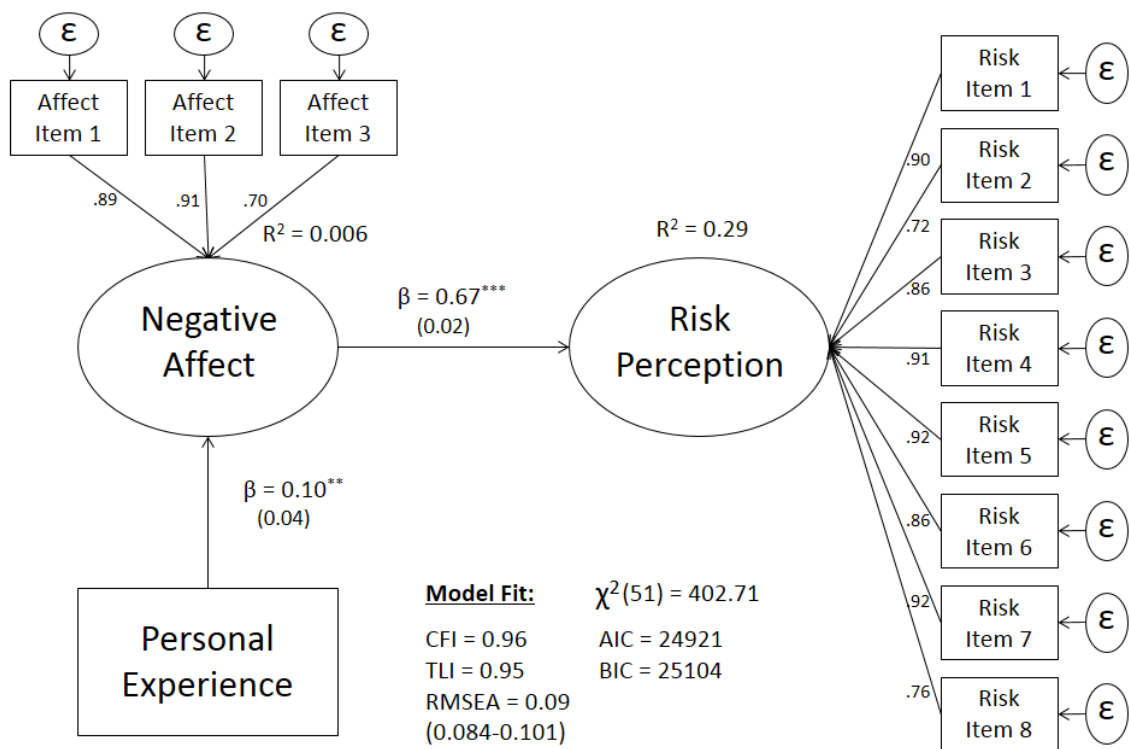 ε
ε
ε
Affect
Item 1
Affect
Item 2
Affect
Item 3
.89
.91
.70
R² = 0.006
Negative
Affect
β = 0.67***
(0.02)
R² = 0.29
Risk
Perception
β = 0.10**
(0.04)
Personal
Experience
Model Fit:
χ²(51) = 402.71
CFI = 0.96
AIC = 24921
TLI = 0.95
BIC = 25104
RMSEA = 0.09
(0.084-0.101)
.90
.72
.86
.91
.92
.86
.92
.76
Risk
Item 1
ε
Risk
Item 2
ε
Risk
Item 3
ε
Risk
Item 4
ε
Risk
Item 5
ε
Risk
Item 6
ε
Risk
Item 7
ε
Risk
Item 8
ε